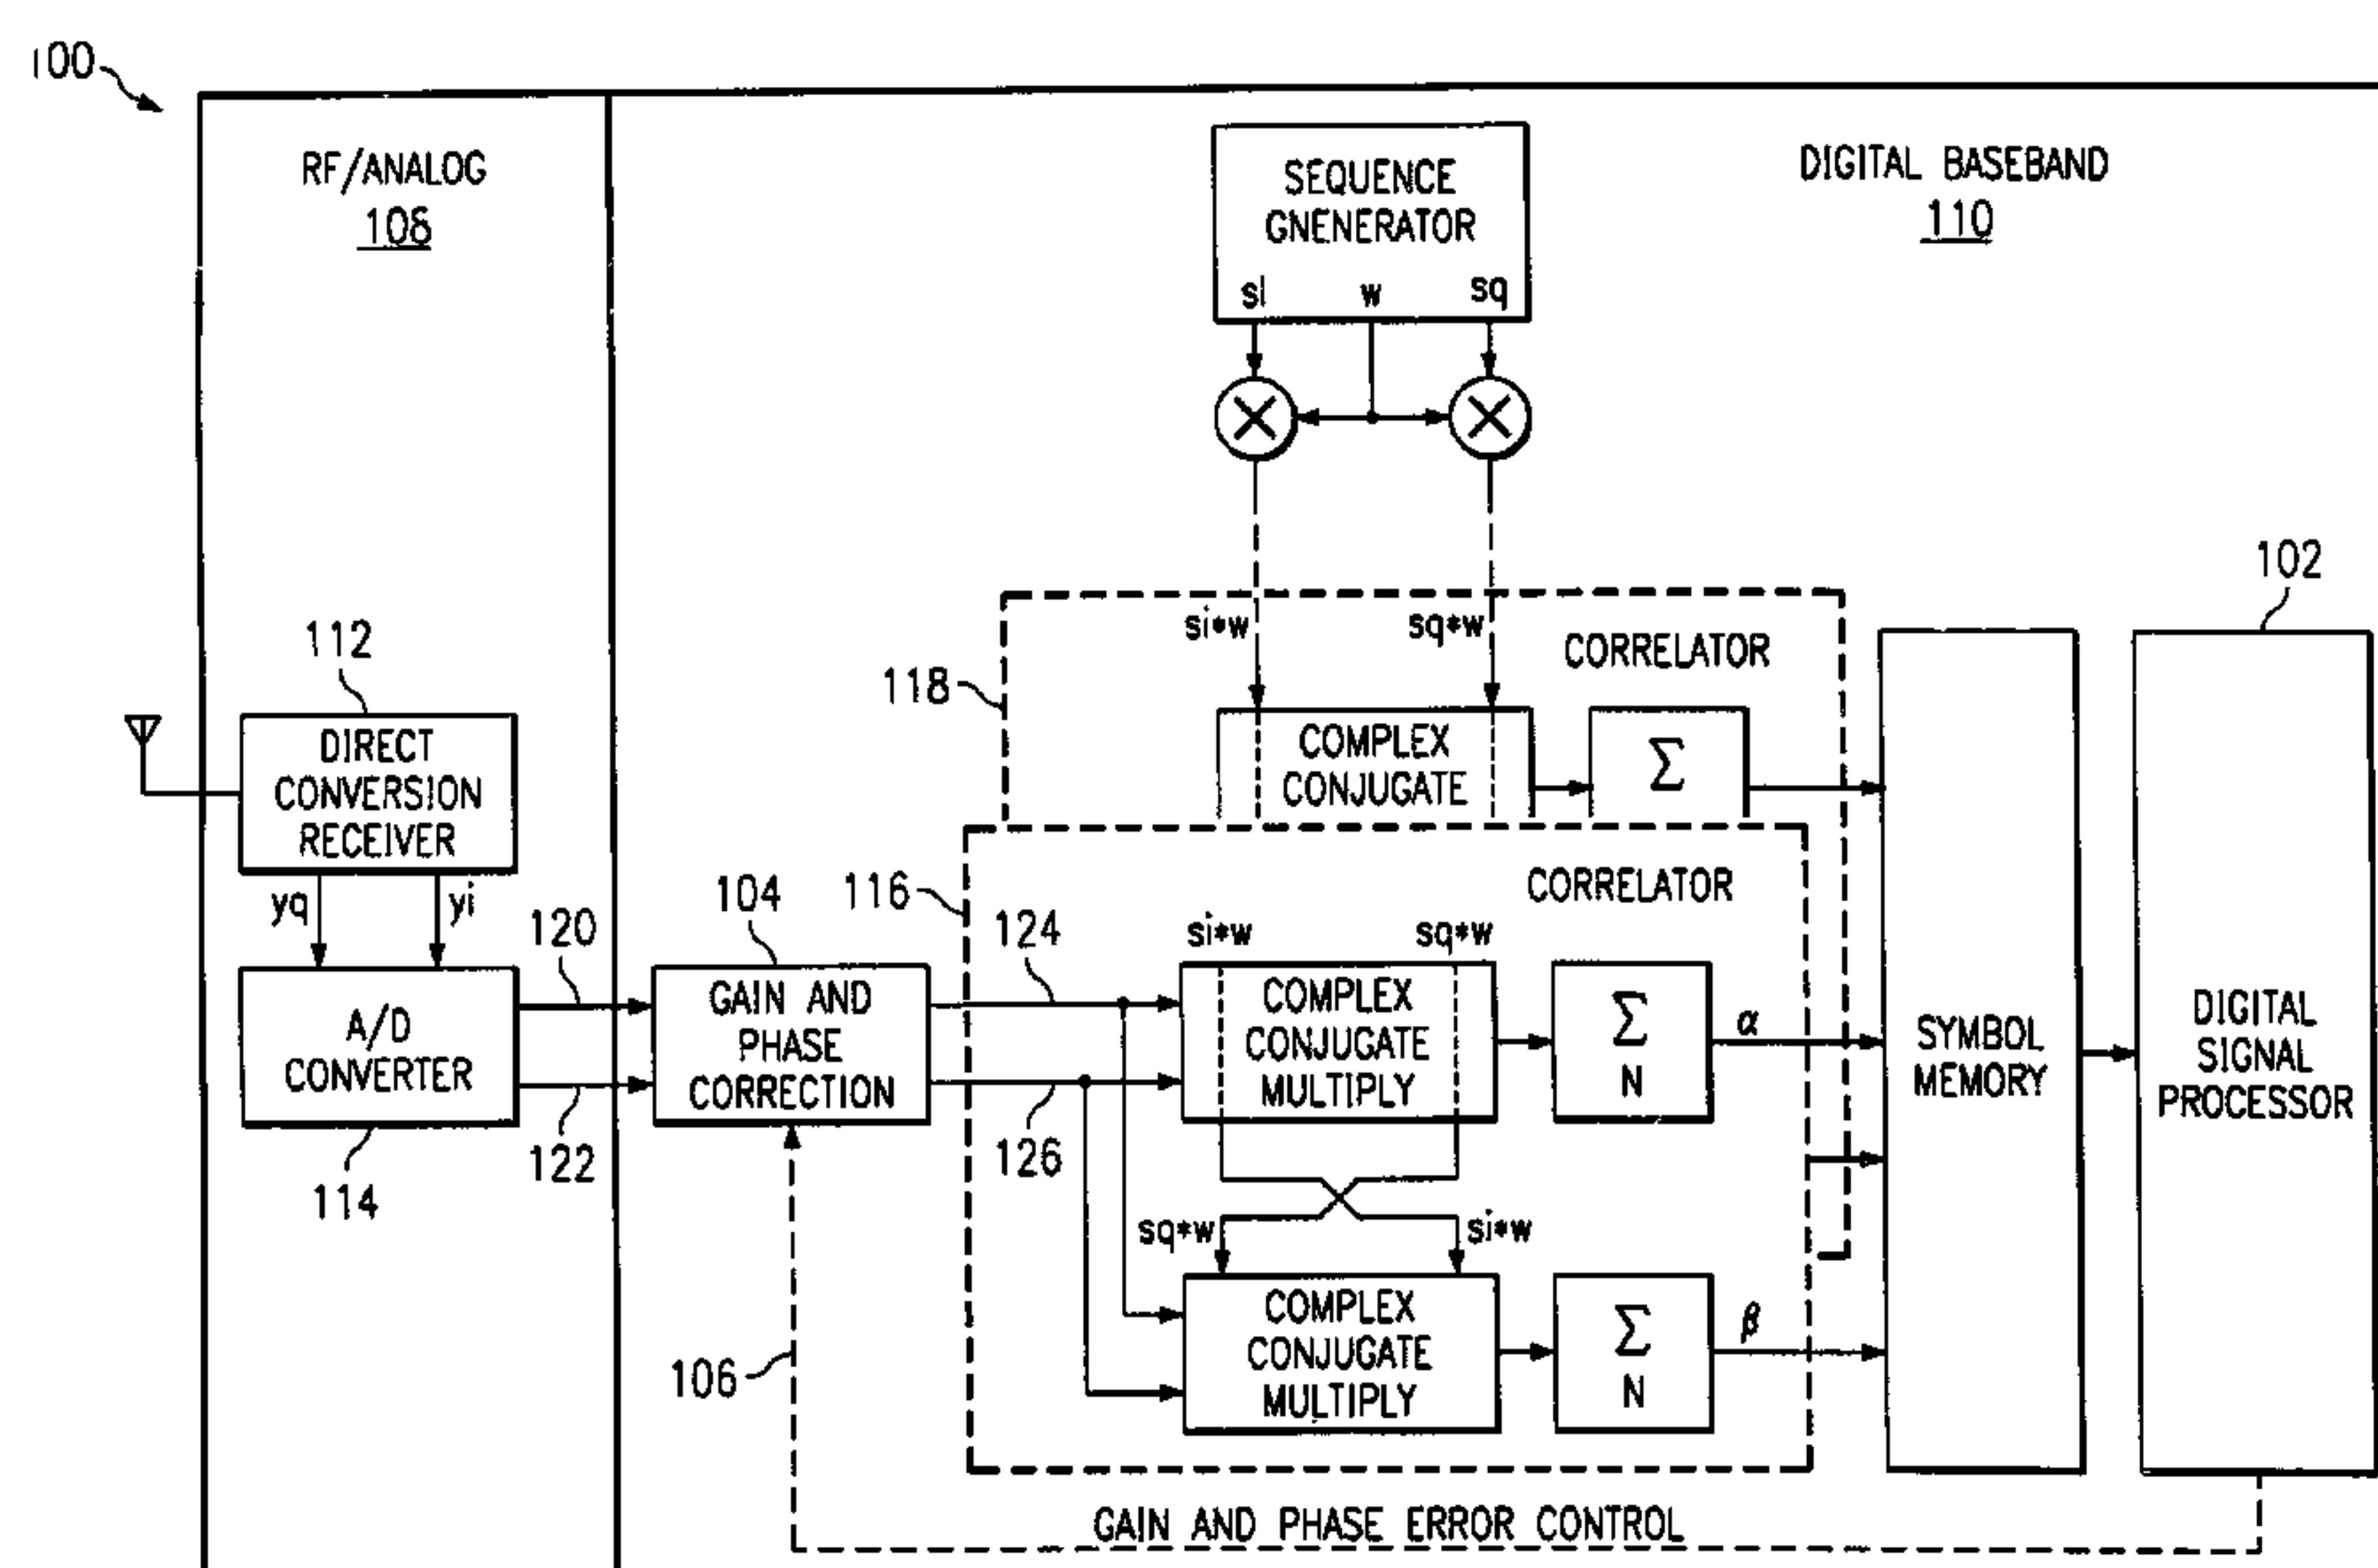 100
RF/ANALOG
108
SEQUENCE
GNENERATOR
si
w
sq
DIGITAL BASEBAND
110
102
si*w
sq*w
CORRELATOR
118
112
DIRECT
CONVERSION
RECEIVER
COMPLEX
CONJUGATE
Σ
yq
yi
120
104
116
CORRELATOR
124
si*w
sq*w
A/D
CONVERTER
GAIN AND
PHASE
CORRECTION
COMPLEX
CONJUGATE
MULTIPLY
Σ
N
α
SYMBOL
MEMORY
DIGITAL
SIGNAL
PROCESSOR
114
122
126
sq*w
si*w
106
COMPLEX
CONJUGATE
MULTIPLY
Σ
N
β
GAIN AND PHASE ERROR CONTROL